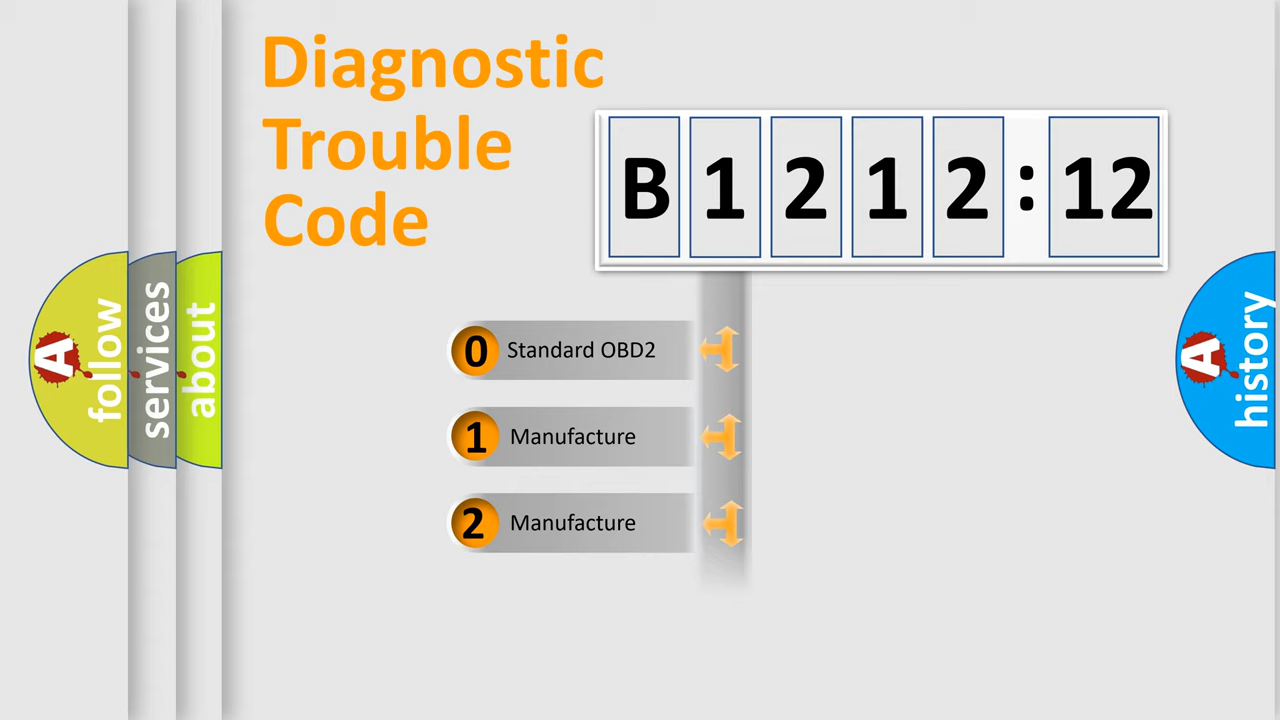 Diagnostic
Trouble
Code
B 1 2 1 2 : 12
0 Standard OBD2
1 Manufacture
2 Manufacture
A follow
services
about
A history